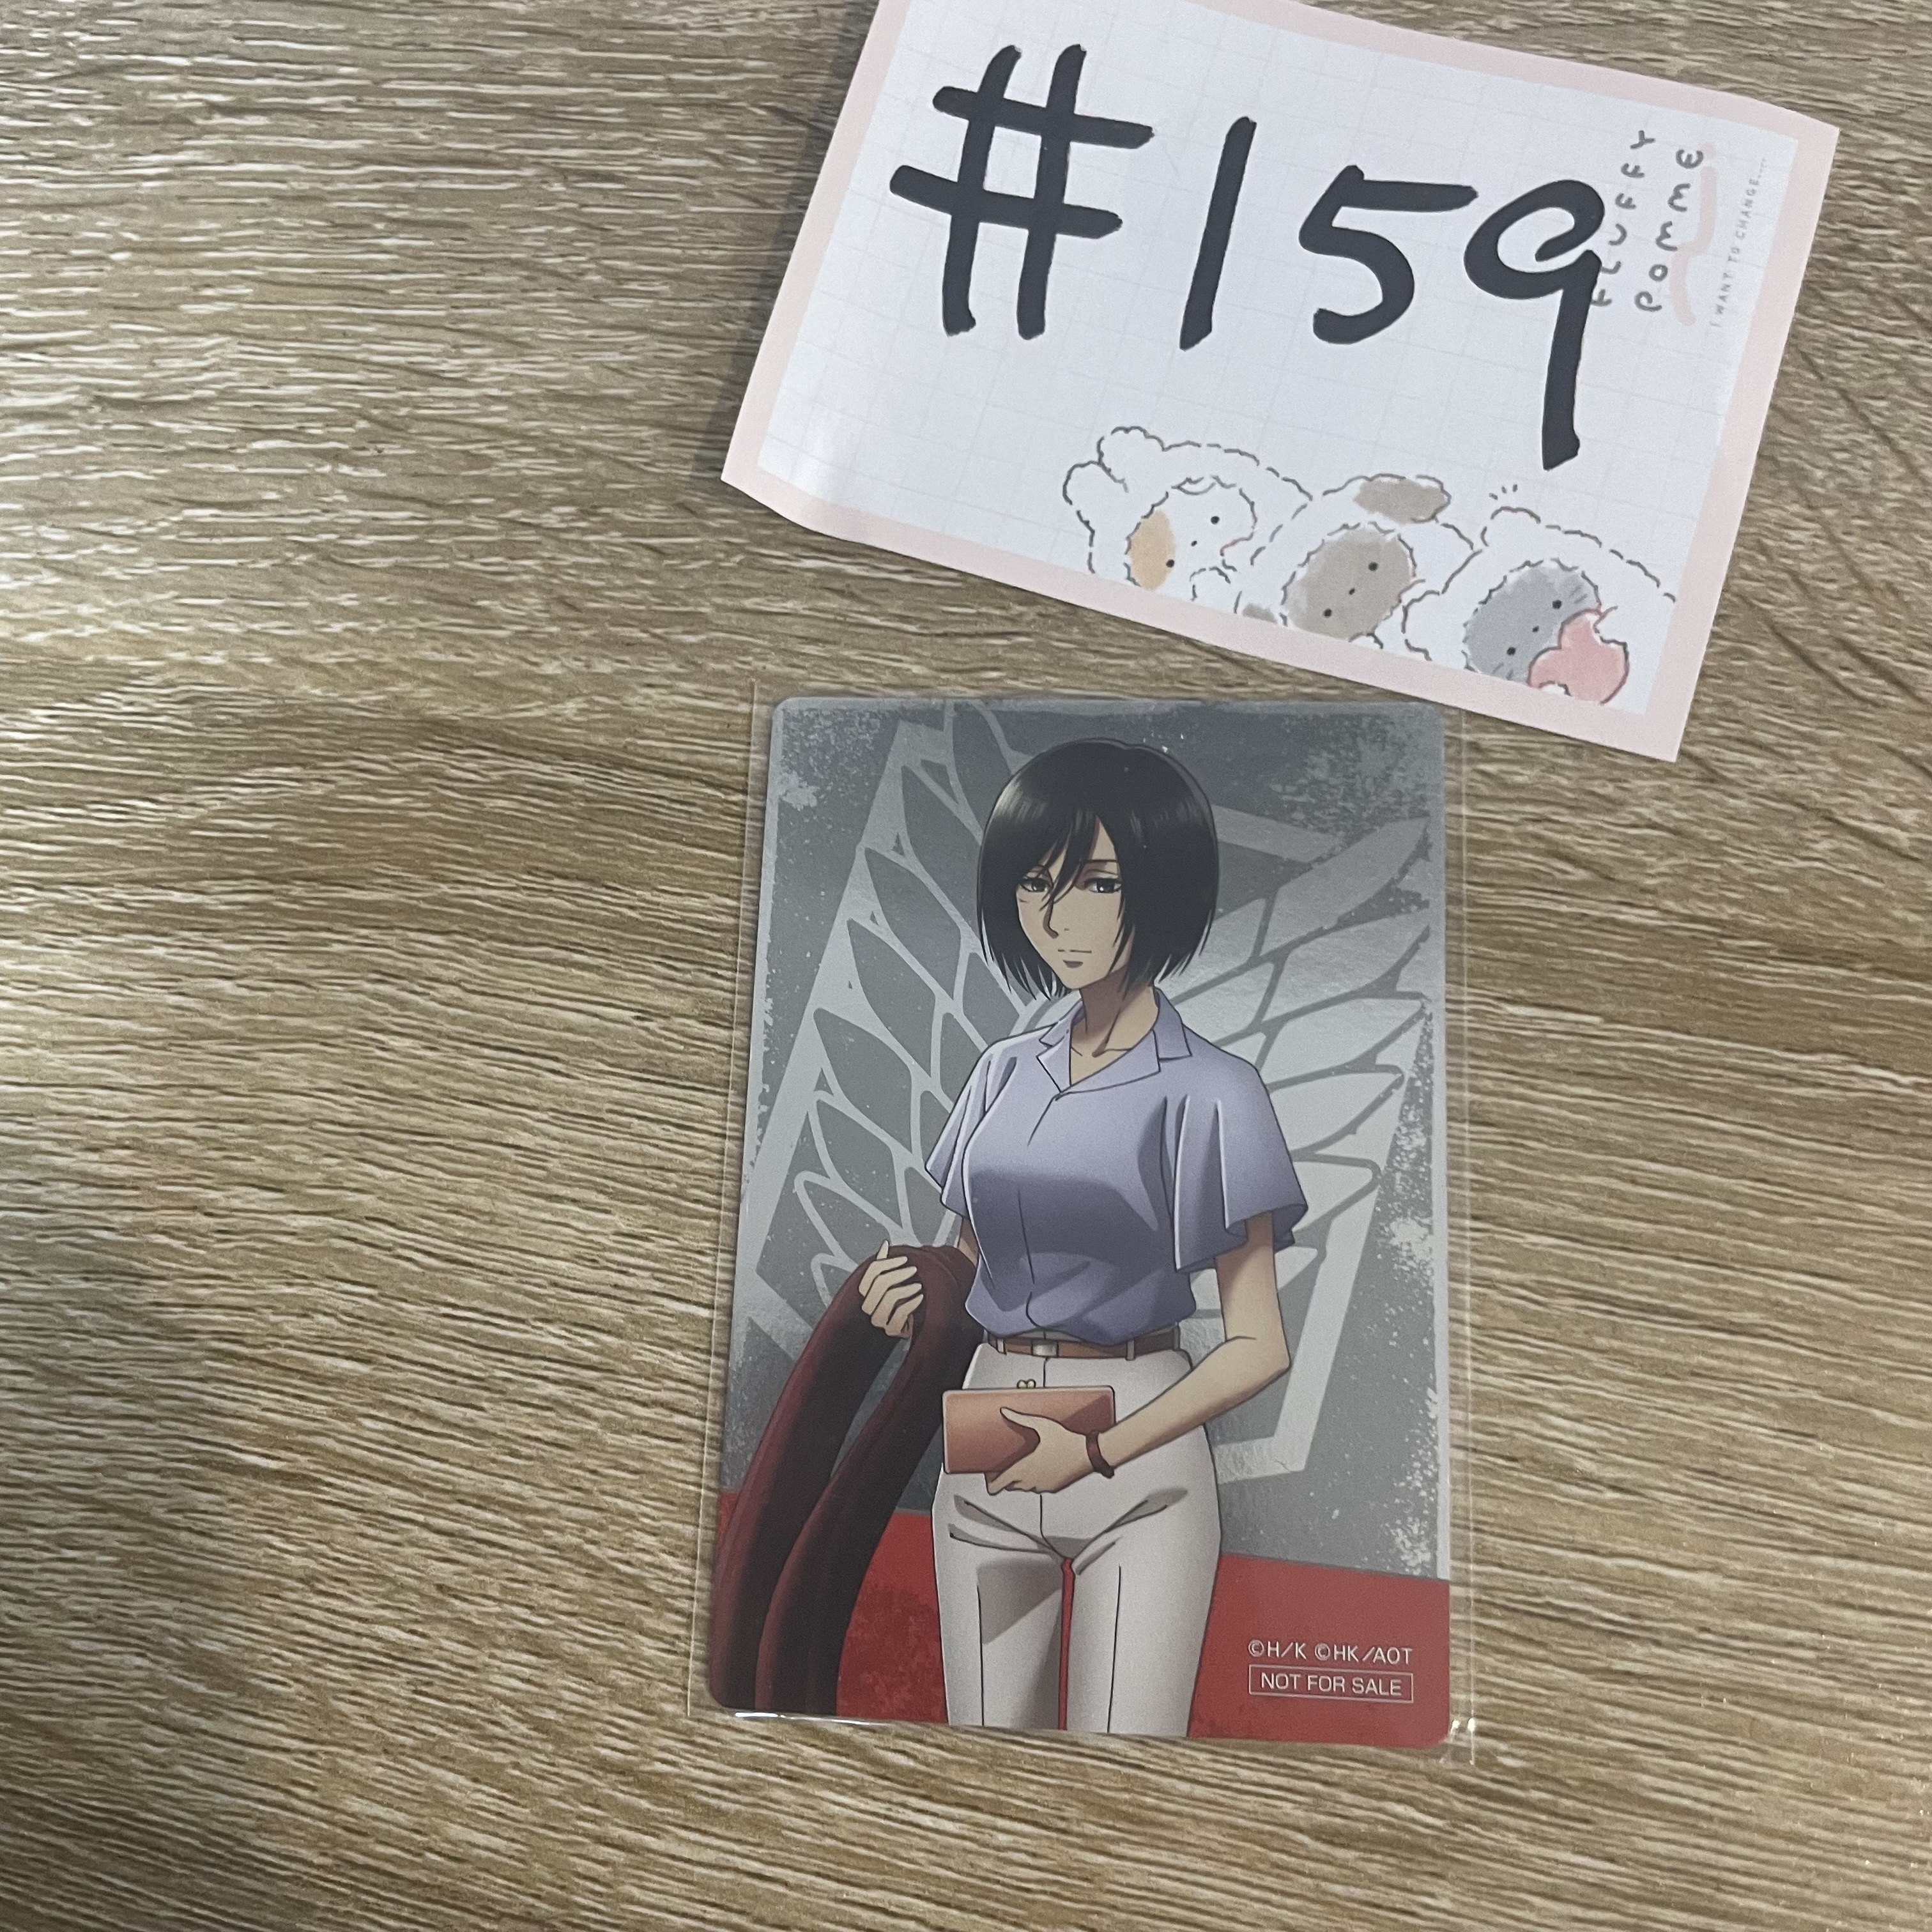 #159
FLUFFY
POMME
I WANT TO CHANGE....
©H/K ©HK/AOT
NOT FOR SALE